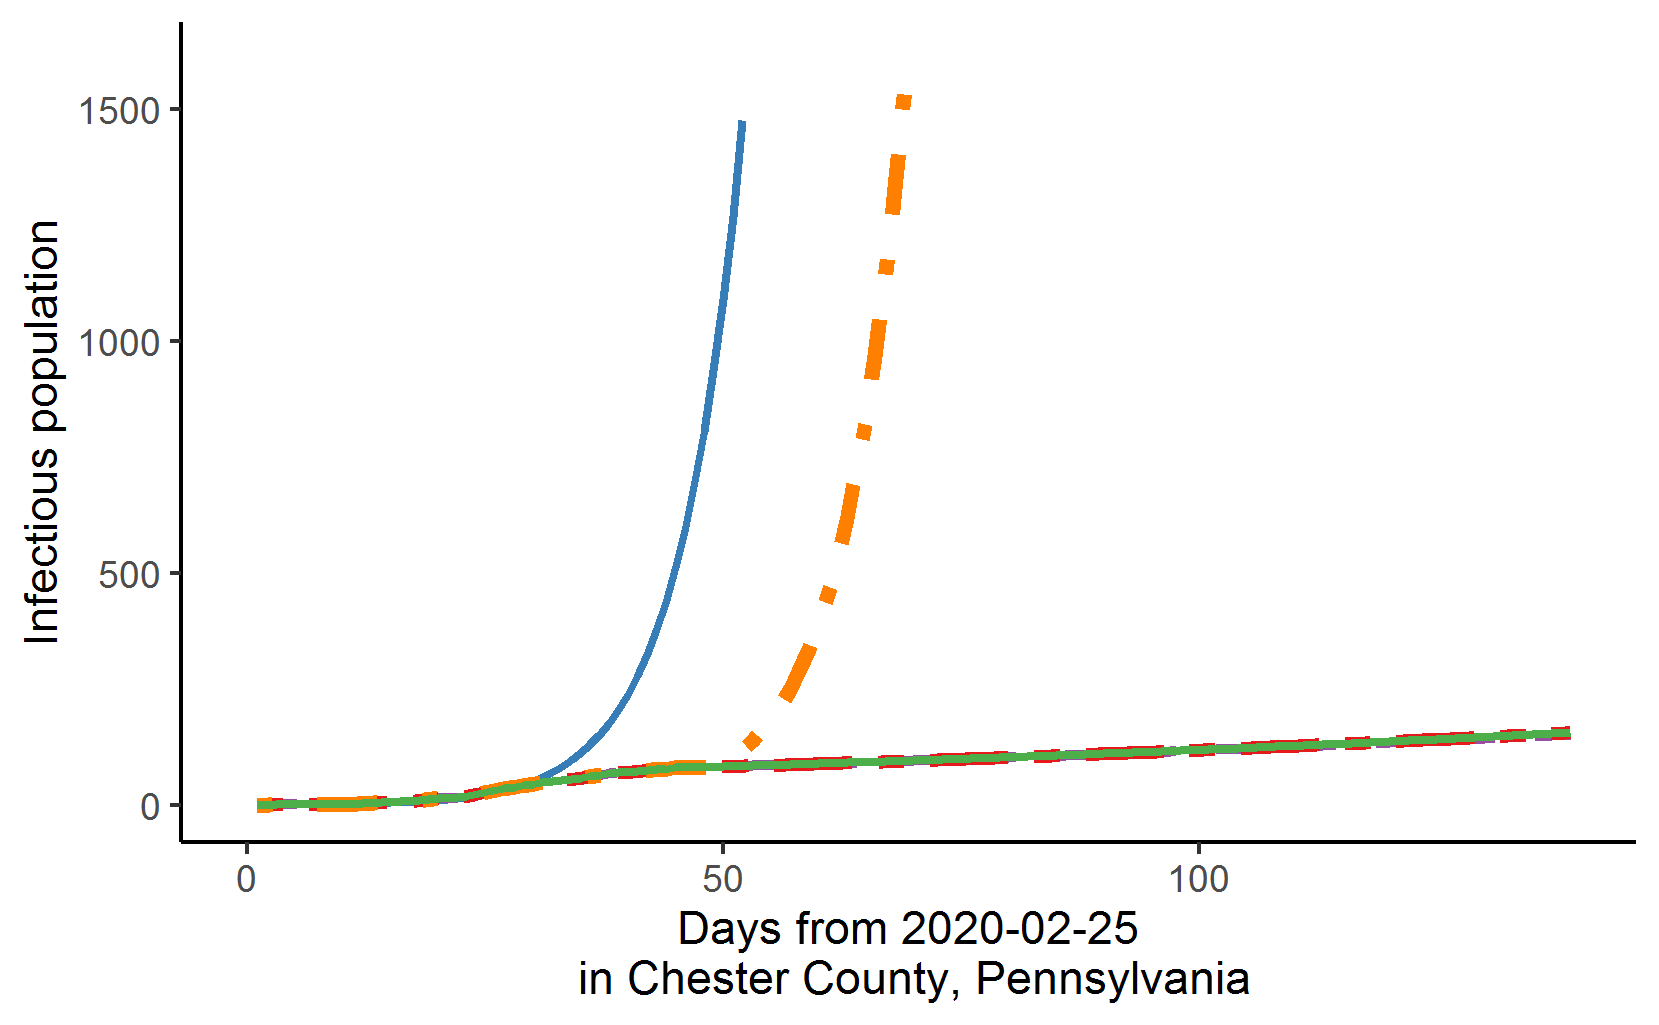 Infectious population
1500
1000
500
0
0 50 100
Days from 2020-02-25
in Chester County, Pennsylvania